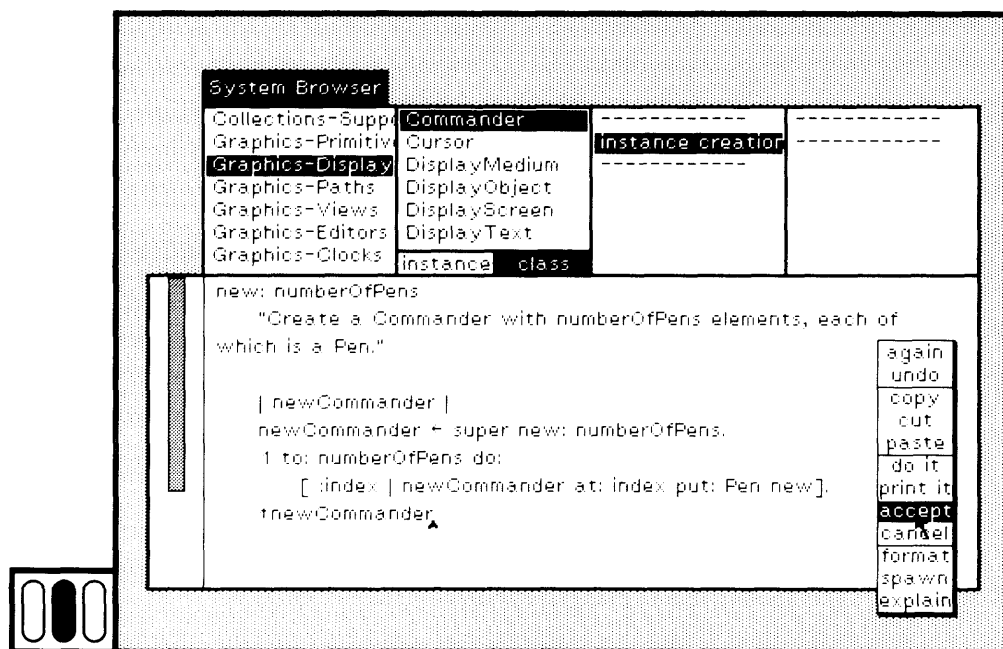 System Browser
Collections-Suppo
Graphics-Primitive
Graphics-Display
Graphics-Paths
Graphics-Views
Graphics-Editors
Graphics-Clocks
Commander
Cursor
DisplayMedium
DisplayObject
DisplayScreen
DisplayText
instance class
------------
instance creation
------------
------------
------------
new: numberOfPens
"Create a Commander with numberOfPens elements, each of
which is a Pen."
| newCommander |
newCommander ← super new: numberOfPens.
1 to: numberOfPens do:
[ :index | newCommander at: index put: Pen new].
↑newCommander
again
undo
copy
cut
paste
do it
print it
accept
cancel
format
spawn
explain